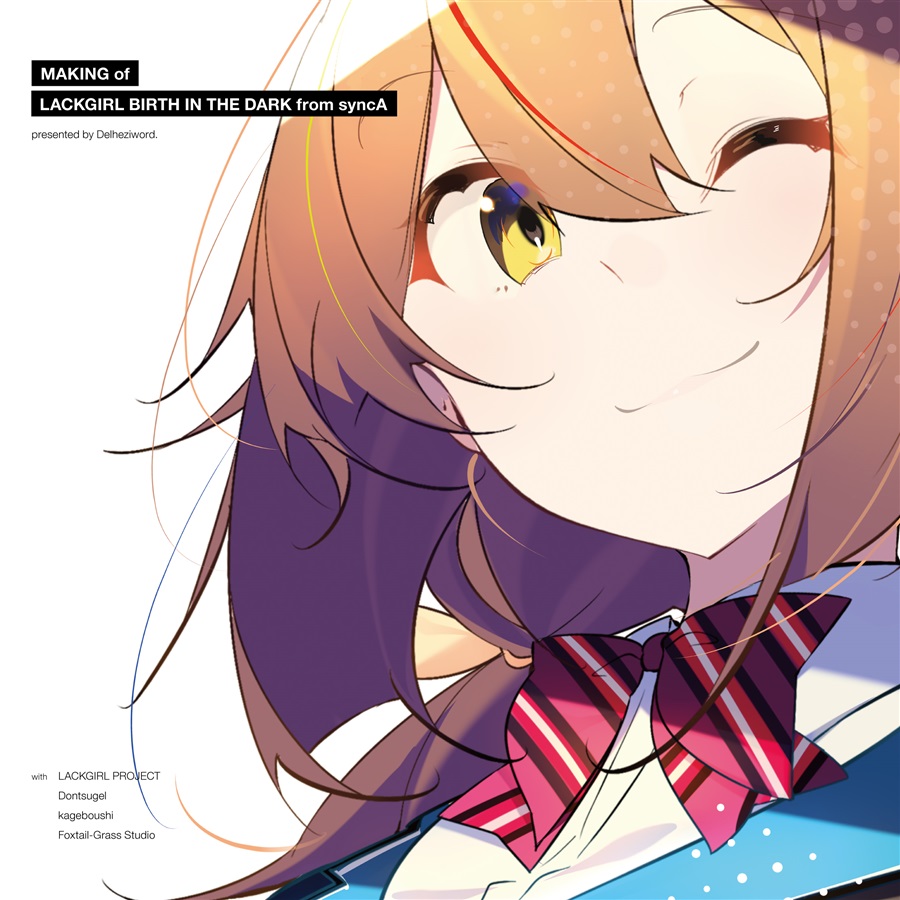 MAKING of
LACKGIRL BIRTH IN THE DARK from syncA
presented by Delheziword.
with LACKGIRL PROJECT
Dontsugel
kageboushi
Foxtail-Grass Studio